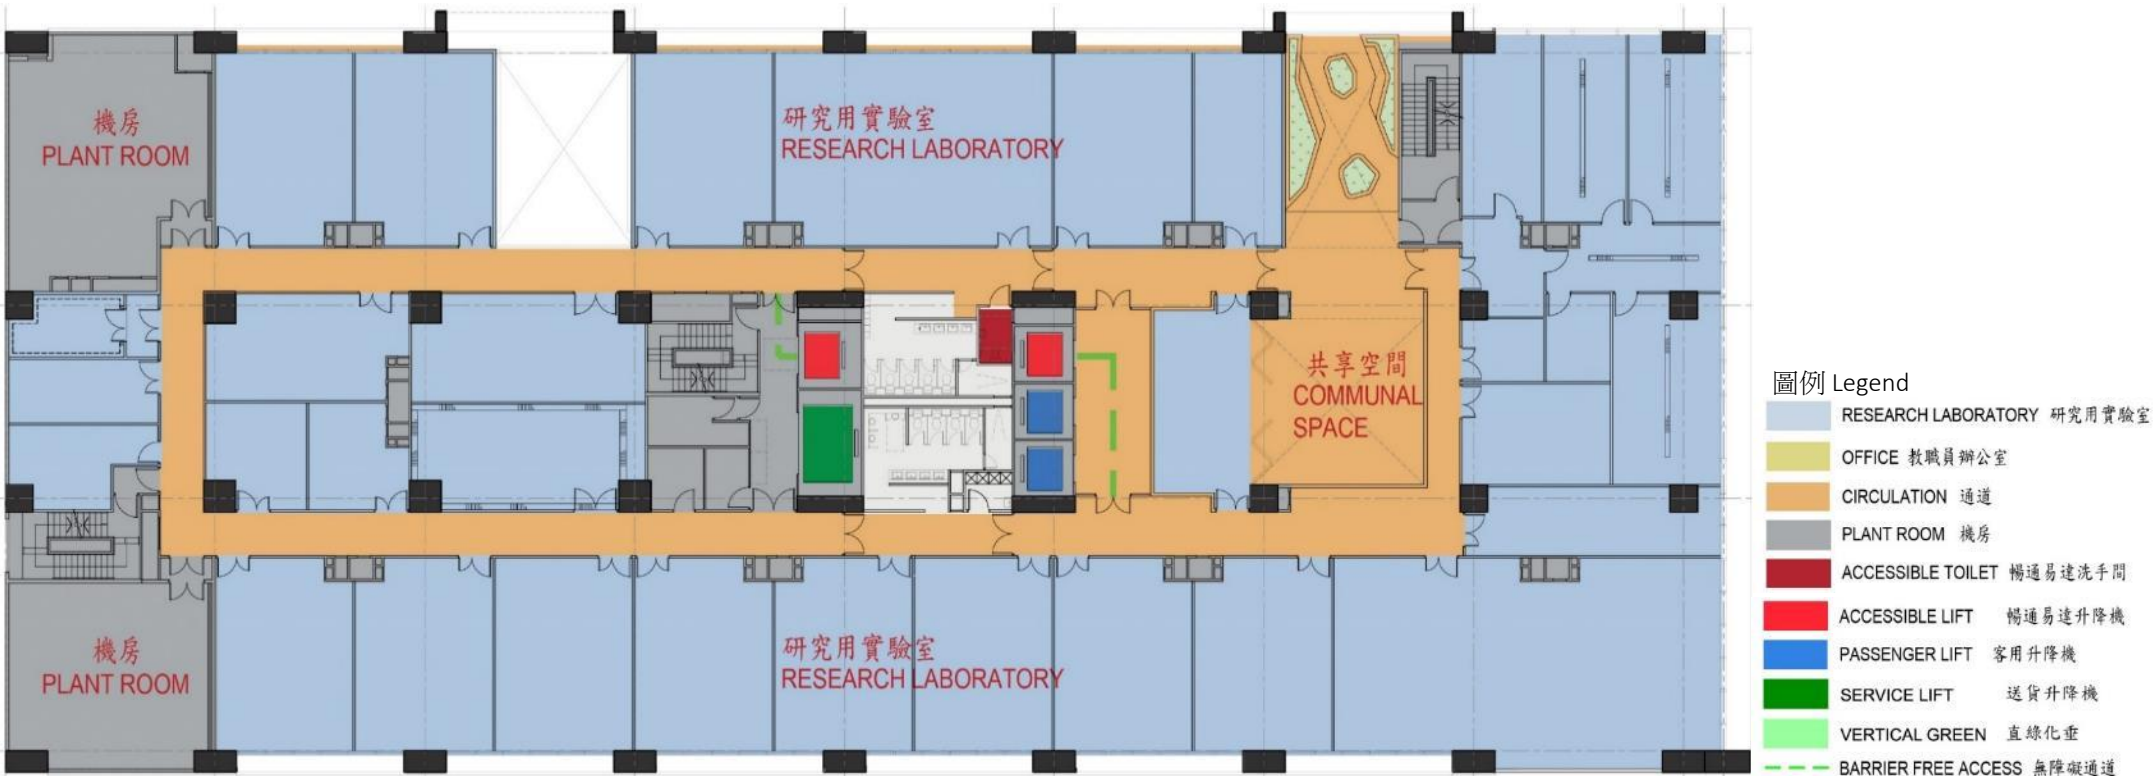 機房
PLANT ROOM
研究用實驗室
RESEARCH LABORATORY
共享空間
COMMUNAL
SPACE
機房
PLANT ROOM
研究用實驗室
RESEARCH LABORATORY
圖例 Legend
RESEARCH LABORATORY 研究用實驗室
OFFICE 教職員辦公室
CIRCULATION 通道
PLANT ROOM 機房
ACCESSIBLE TOILET 暢通易達洗手間
ACCESSIBLE LIFT 暢通易達升降機
PASSENGER LIFT 客用升降機
SERVICE LIFT 送貨升降機
VERTICAL GREEN 直綠化垂
BARRIER FREE ACCESS 無障礙通道